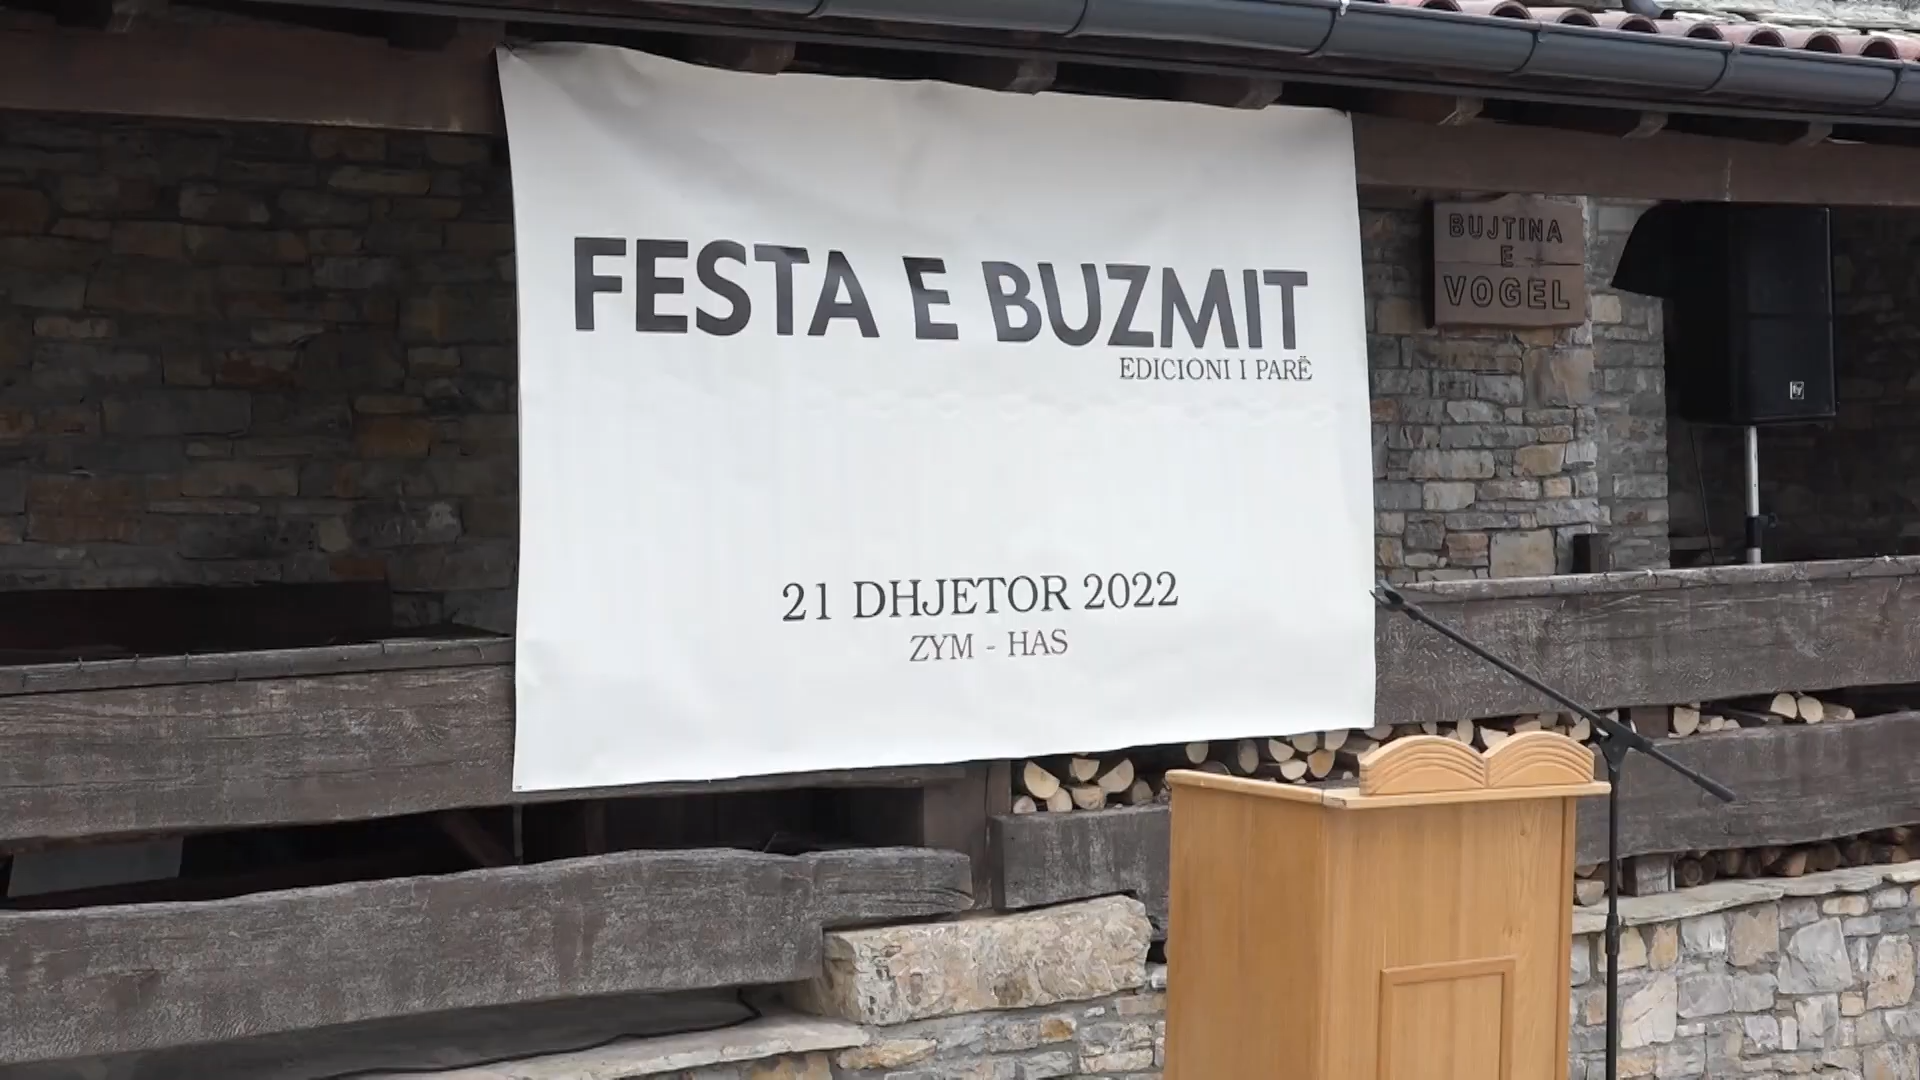 FESTA E BUZMIT
EDICIONI I PARË
21 DHJETOR 2022
ZYM - HAS
BUJTINA
E
VOGEL